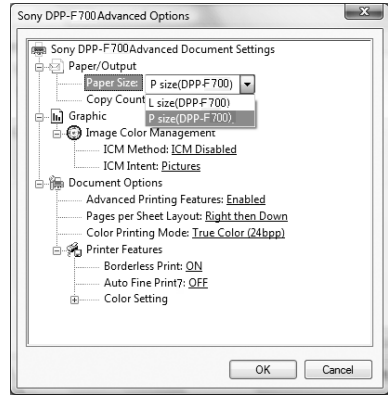 Sony DPP-F700 Advanced Options
Sony DPP-F700Advanced Document Settings
Paper/Output
Paper Size: P size(DPP-F700)
L size(DPP-F700)
Copy Count
P size(DPP-F700)
Graphic
Image Color Management
ICM Method: ICM Disabled
ICM Intent: Pictures
Document Options
Advanced Printing Features: Enabled
Pages per Sheet Layout: Right then Down
Color Printing Mode: True Color (24bpp)
Printer Features
Borderless Print: ON
Auto Fine Print7: OFF
Color Setting
OK Cancel